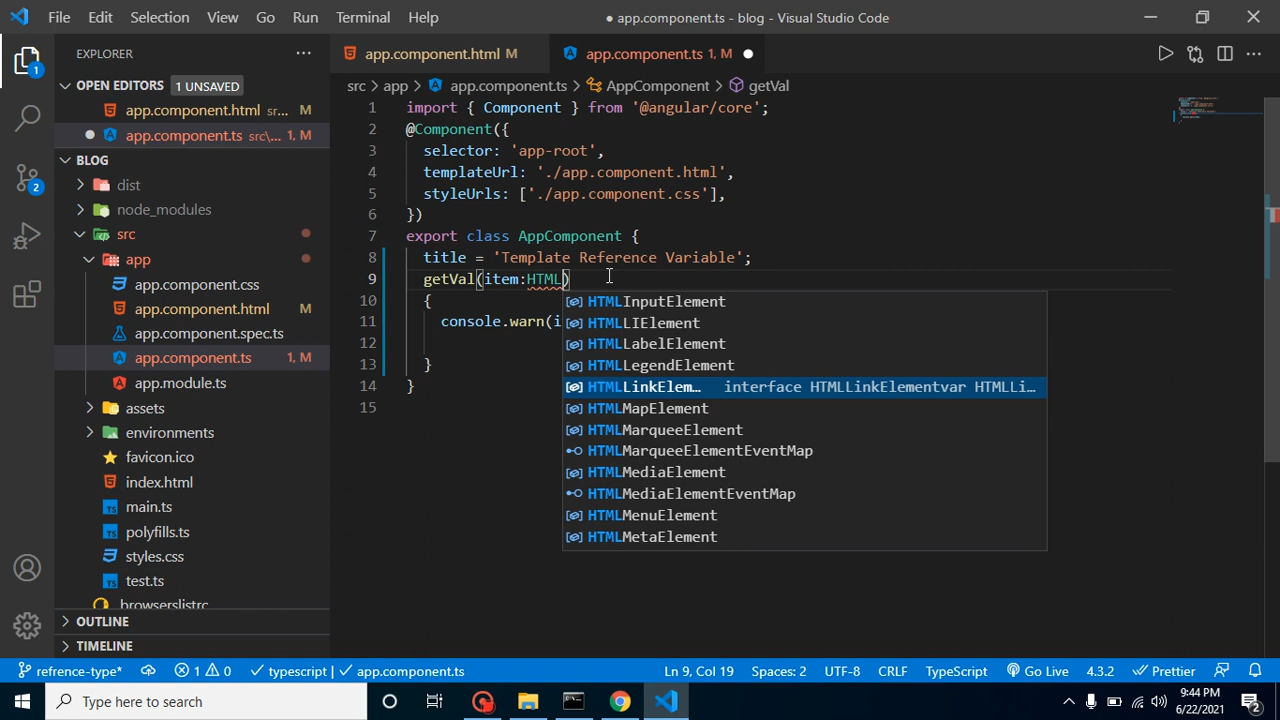 File Edit Selection View Go Run Terminal Help ● app.component.ts - blog - Visual Studio Code
EXPLORER
OPEN EDITORS 1 UNSAVED
app.component.html sr... M
app.component.ts src\... 1, M
BLOG
dist
node_modules
src
app
app.component.css
app.component.html M
app.component.spec.ts
app.component.ts 1, M
app.module.ts
assets
environments
favicon.ico
index.html
main.ts
polyfills.ts
styles.css
test.ts
.browserslistrc
OUTLINE
TIMELINE
1
2
app.component.html M
app.component.ts 1, M
src > app > app.component.ts > AppComponent > getVal
1 import { Component } from '@angular/core';
2 @Component({
3 selector: 'app-root',
4 templateUrl: './app.component.html',
5 styleUrls: ['./app.component.css'],
6 })
7 export class AppComponent {
8 title = 'Template Reference Variable';
9 getVal(item:HTML)
10 {
11 console.warn(i
12
13 }
14 }
15
HTMLInputElement
HTMLLIElement
HTMLLabelElement
HTMLLegendElement
HTMLLinkElem... interface HTMLLinkElementvar HTMLLi...
HTMLMapElement
HTMLMarqueeElement
HTMLMarqueeElementEventMap
HTMLMediaElement
HTMLMediaElementEventMap
HTMLMenuElement
HTMLMetaElement
refrence-type* 1 0 typescript | app.component.ts Ln 9, Col 19 Spaces: 2 UTF-8 CRLF TypeScript Go Live 4.3.2 Prettier
Type here to search
9:44 PM
6/22/2021
2